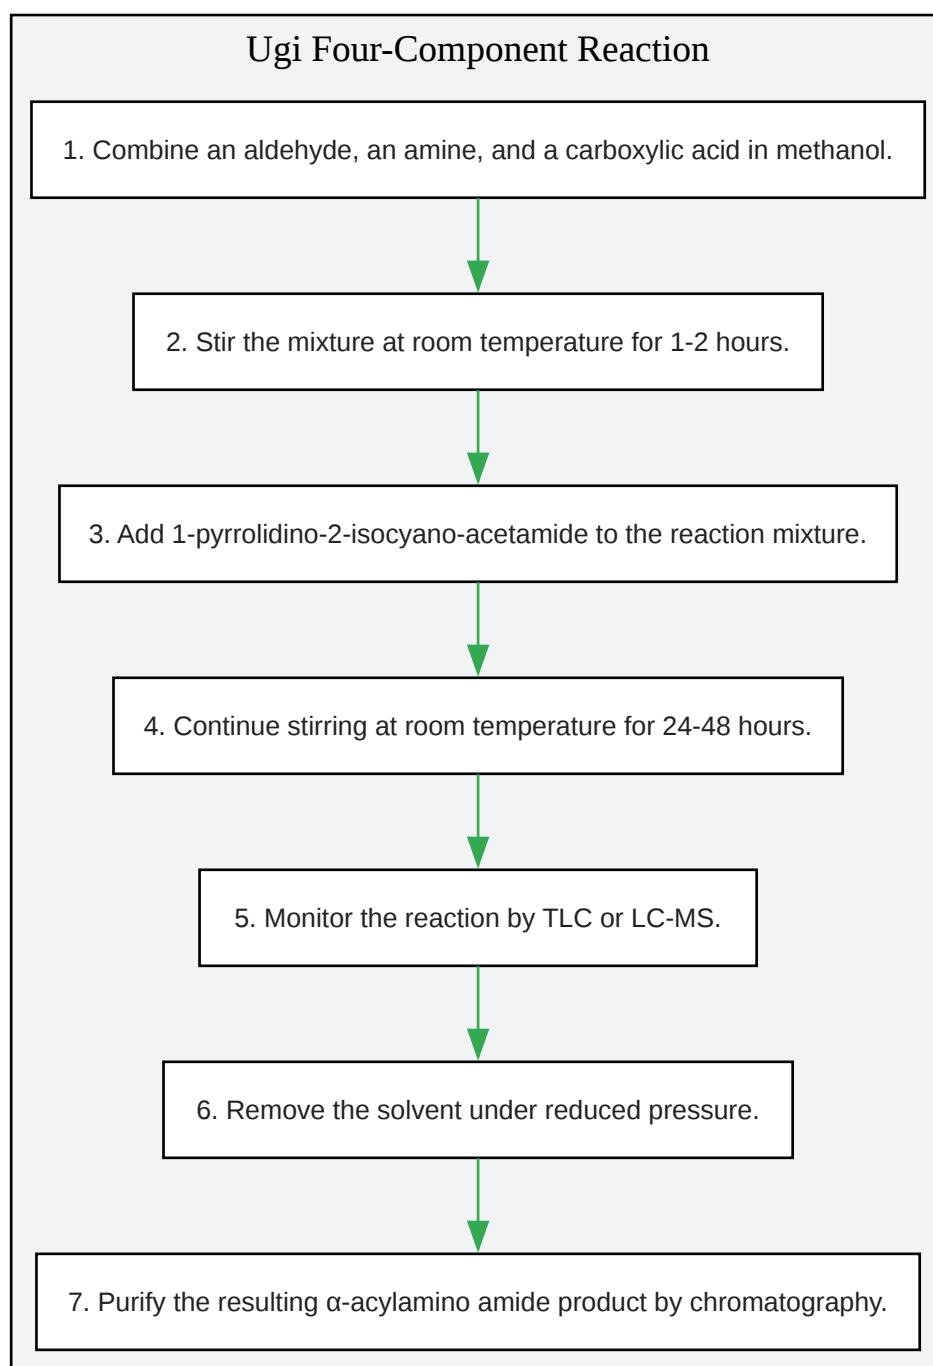 Ugi Four-Component Reaction
1. Combine an aldehyde, an amine, and a carboxylic acid in methanol.
2. Stir the mixture at room temperature for 1-2 hours.
3. Add 1-pyrrolidino-2-isocyano-acetamide to the reaction mixture.
4. Continue stirring at room temperature for 24-48 hours.
5. Monitor the reaction by TLC or LC-MS.
6. Remove the solvent under reduced pressure.
7. Purify the resulting α-acylamino amide product by chromatography.